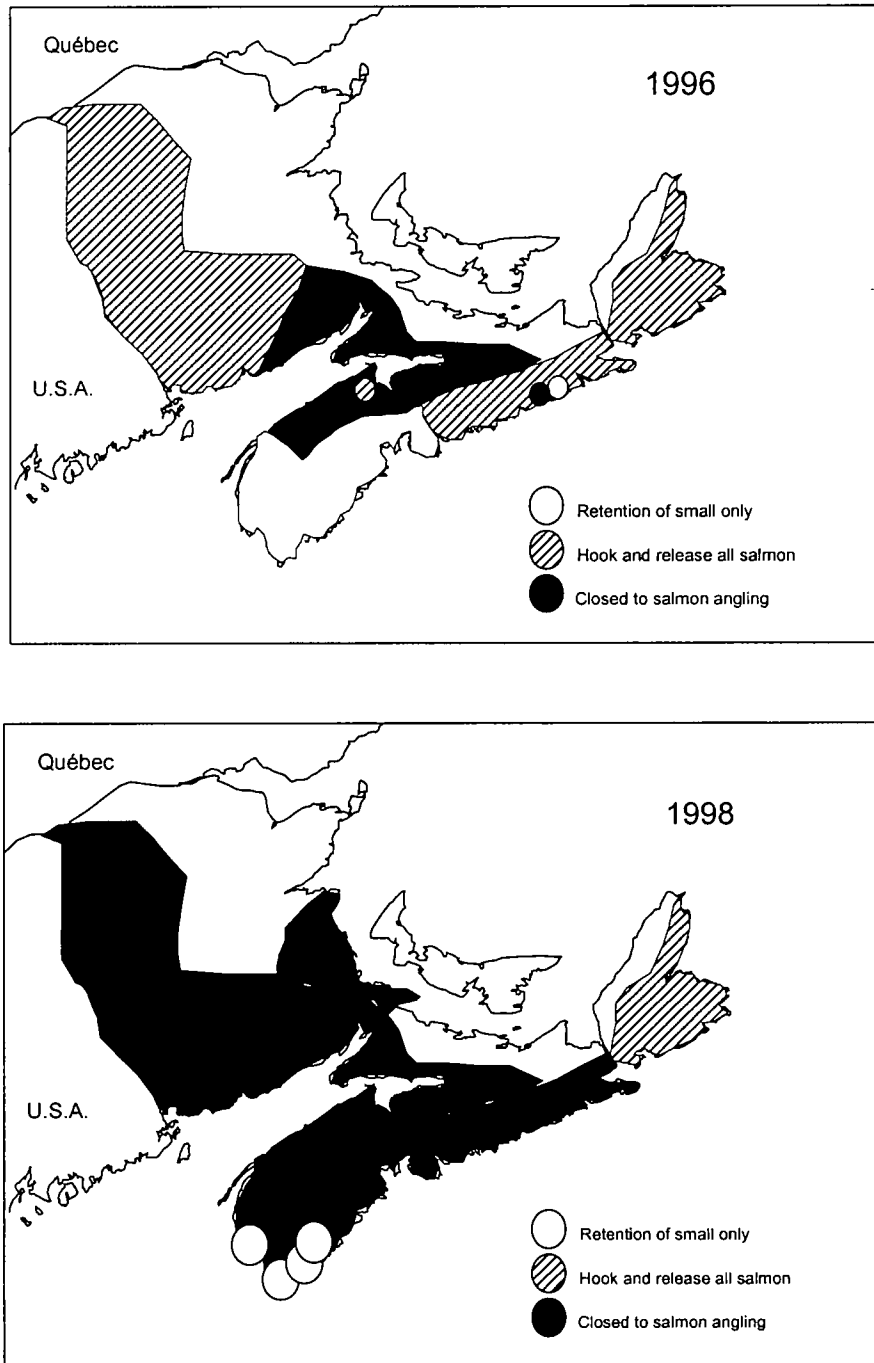 Québec
1996
U.S.A.
Retention of small only
Hook and release all salmon
Closed to salmon angling
Québec
1998
U.S.A.
Retention of small only
Hook and release all salmon
Closed to salmon angling